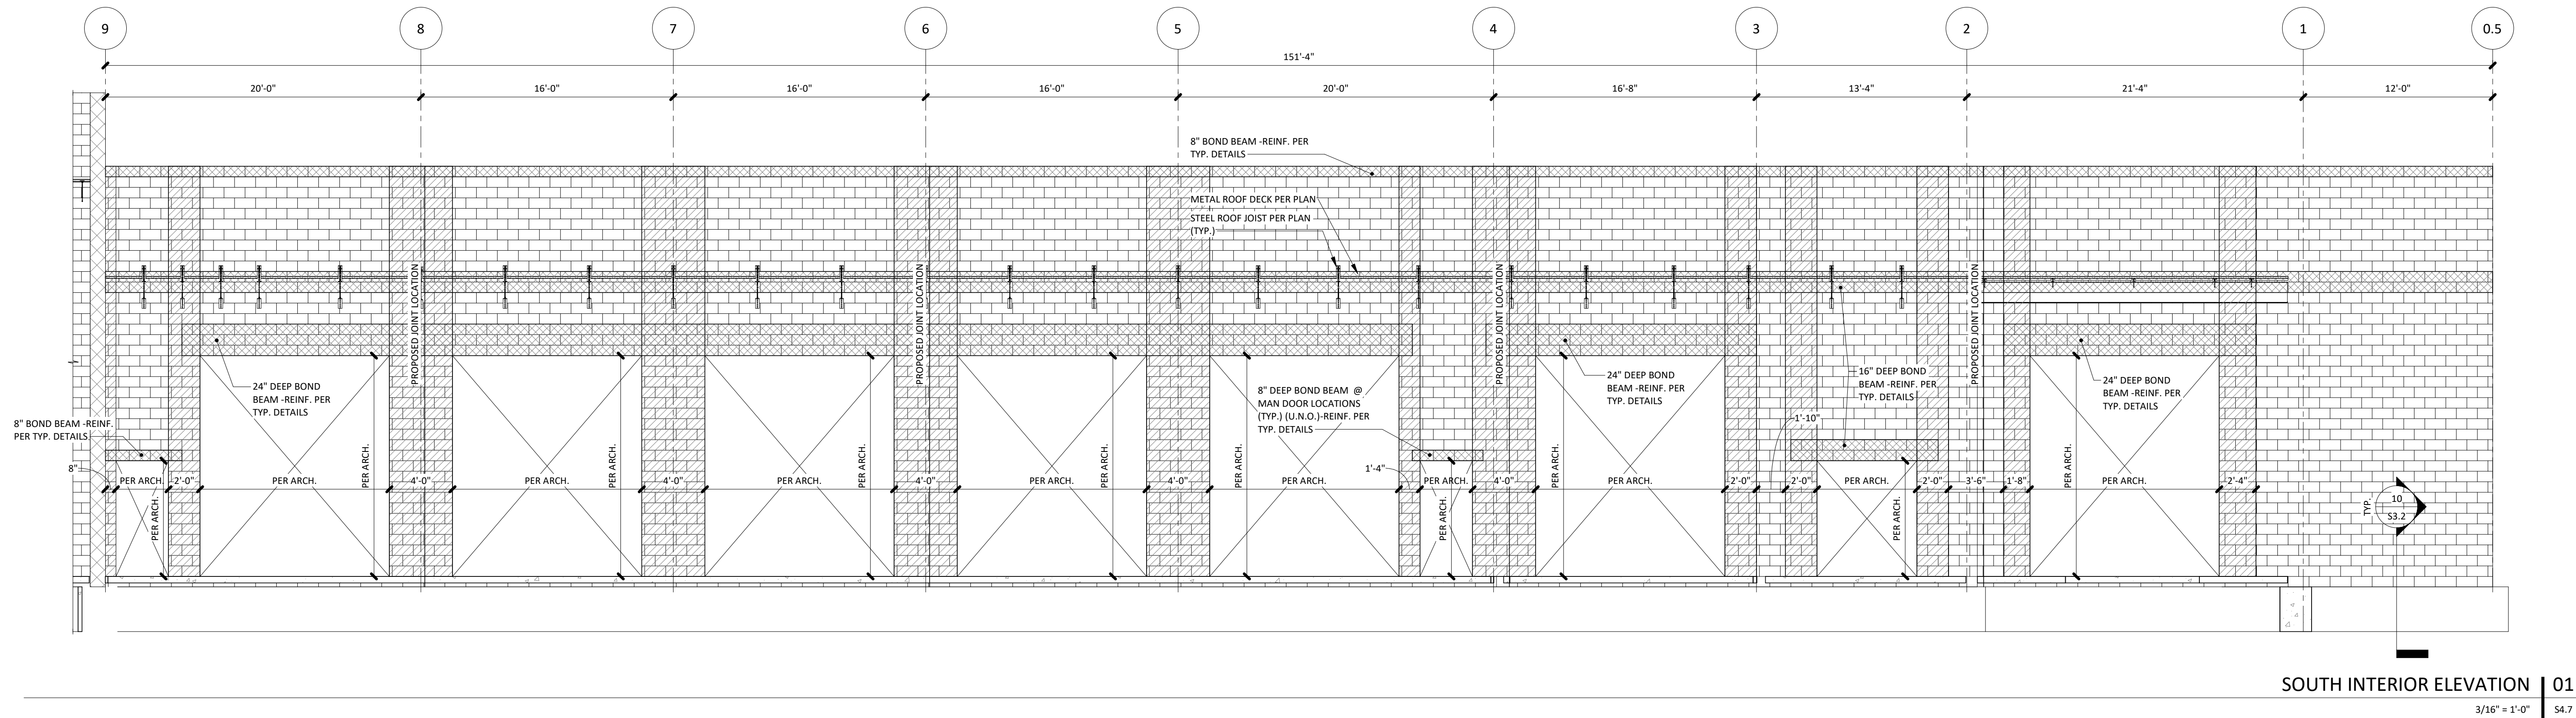 9 8 7 6 5 4 3 2 1 0.5
151'-4"
20'-0" 16'-0" 16'-0" 16'-0" 20'-0" 16'-8" 13'-4" 21'-4" 12'-0"
8" BOND BEAM -REINF. PER
TYP. DETAILS
METAL ROOF DECK PER PLAN
STEEL ROOF JOIST PER PLAN
(TYP.)
PROPOSED JOINT LOCATION
PROPOSED JOINT LOCATION
PROPOSED JOINT LOCATION
PROPOSED JOINT LOCATION
24" DEEP BOND
BEAM -REINF. PER
TYP. DETAILS
8" DEEP BOND BEAM @
MAN DOOR LOCATIONS
(TYP.) (U.N.O.)-REINF. PER
TYP. DETAILS
24" DEEP BOND
BEAM -REINF. PER
TYP. DETAILS
16" DEEP BOND
BEAM -REINF. PER
TYP. DETAILS
24" DEEP BOND
BEAM -REINF. PER
TYP. DETAILS
8" BOND BEAM -REINF.
PER TYP. DETAILS
1'-10"
8"
1'-4"
PER ARCH. 2'-0" PER ARCH. 4'-0" PER ARCH. 4'-0" PER ARCH. 4'-0" PER ARCH. 4'-0" PER ARCH. PER ARCH. 4'-0" PER ARCH. 2'-0" 2'-0" PER ARCH. 2'-0" 3'-6" 1'-8" PER ARCH. 2'-4"
PER ARCH.
PER ARCH.
PER ARCH.
PER ARCH.
PER ARCH.
PER ARCH.
PER ARCH.
PER ARCH.
PER ARCH.
PER ARCH.
TYP.
10
S3.2
SOUTH INTERIOR ELEVATION 01
3/16" = 1'-0" S4.7